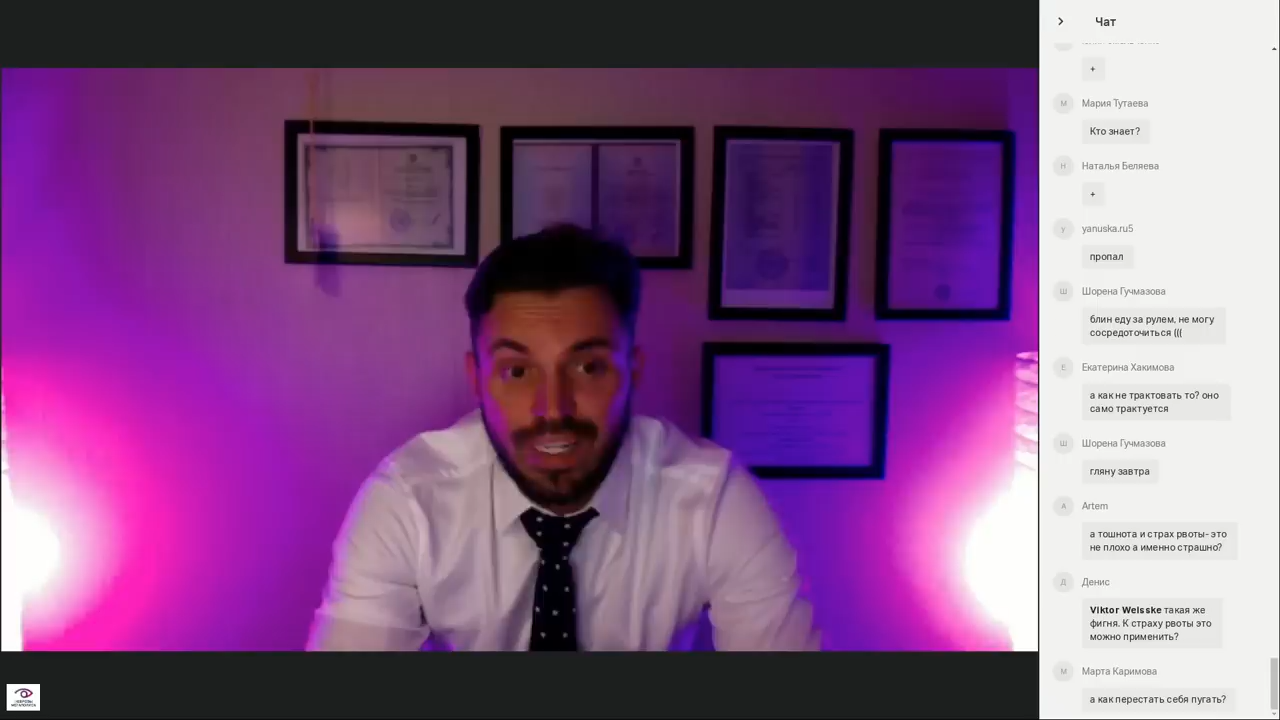 Чат
+
Мария Тутаева
Кто знает?
Наталья Беляева
+
yanuska.ru5
пропал
Шорена Гучмазова
блин еду за рулем, не могу
сосредоточиться (((
Екатерина Хакимова
а как не трактовать то? оно
само трактуется
Шорена Гучмазова
гляну завтра
Artem
а тошнота и страх рвоты- это
не плохо а именно страшно?
Денис
Viktor Weisske такая же
фигня. К страху рвоты это
можно применить?
Марта Каримова
а как перестать себя пугать?